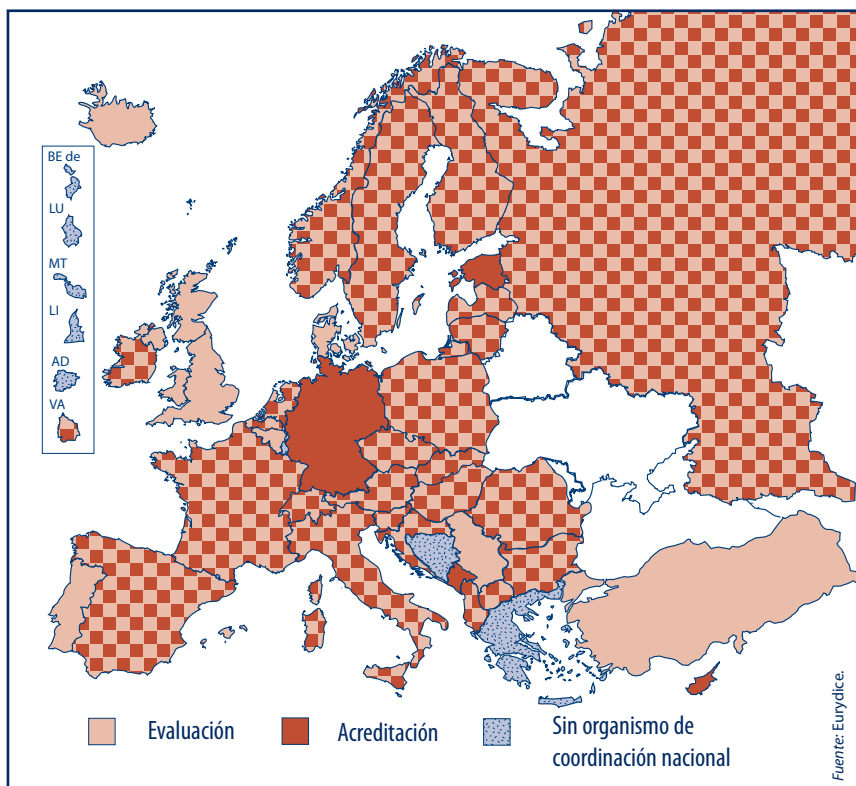 BE de
LU
MT
LI
AD
VA
Evaluación
Acreditación
Sin organismo de
coordinación nacional
Fuente: Eurydice.